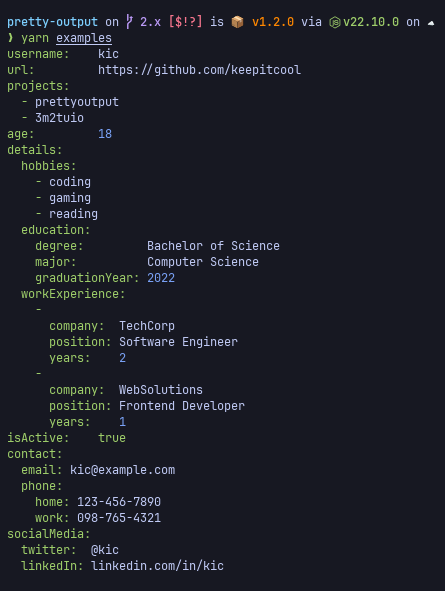 pretty-output on 2.x [$!?] is 📦 v1.2.0 via v22.10.0 on ☁
❱ yarn examples
username:    kic
url:         https://github.com/keepitcool
projects:
  - prettyoutput
  - 3m2tuio
age:         18
details:
  hobbies:
    - coding
    - gaming
    - reading
  education:
    degree:         Bachelor of Science
    major:          Computer Science
    graduationYear: 2022
  workExperience:
    -
      company:  TechCorp
      position: Software Engineer
      years:    2
    -
      company:  WebSolutions
      position: Frontend Developer
      years:    1
isActive:    true
contact:
  email: kic@example.com
  phone:
    home: 123-456-7890
    work: 098-765-4321
socialMedia:
  twitter:  @kic
  linkedIn: linkedin.com/in/kic